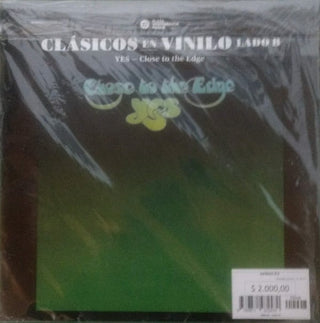 CLÁSICOS EN VINILO LADO B
YES – Close to the Edge
Close to the Edge
YES
$ 2.000,00